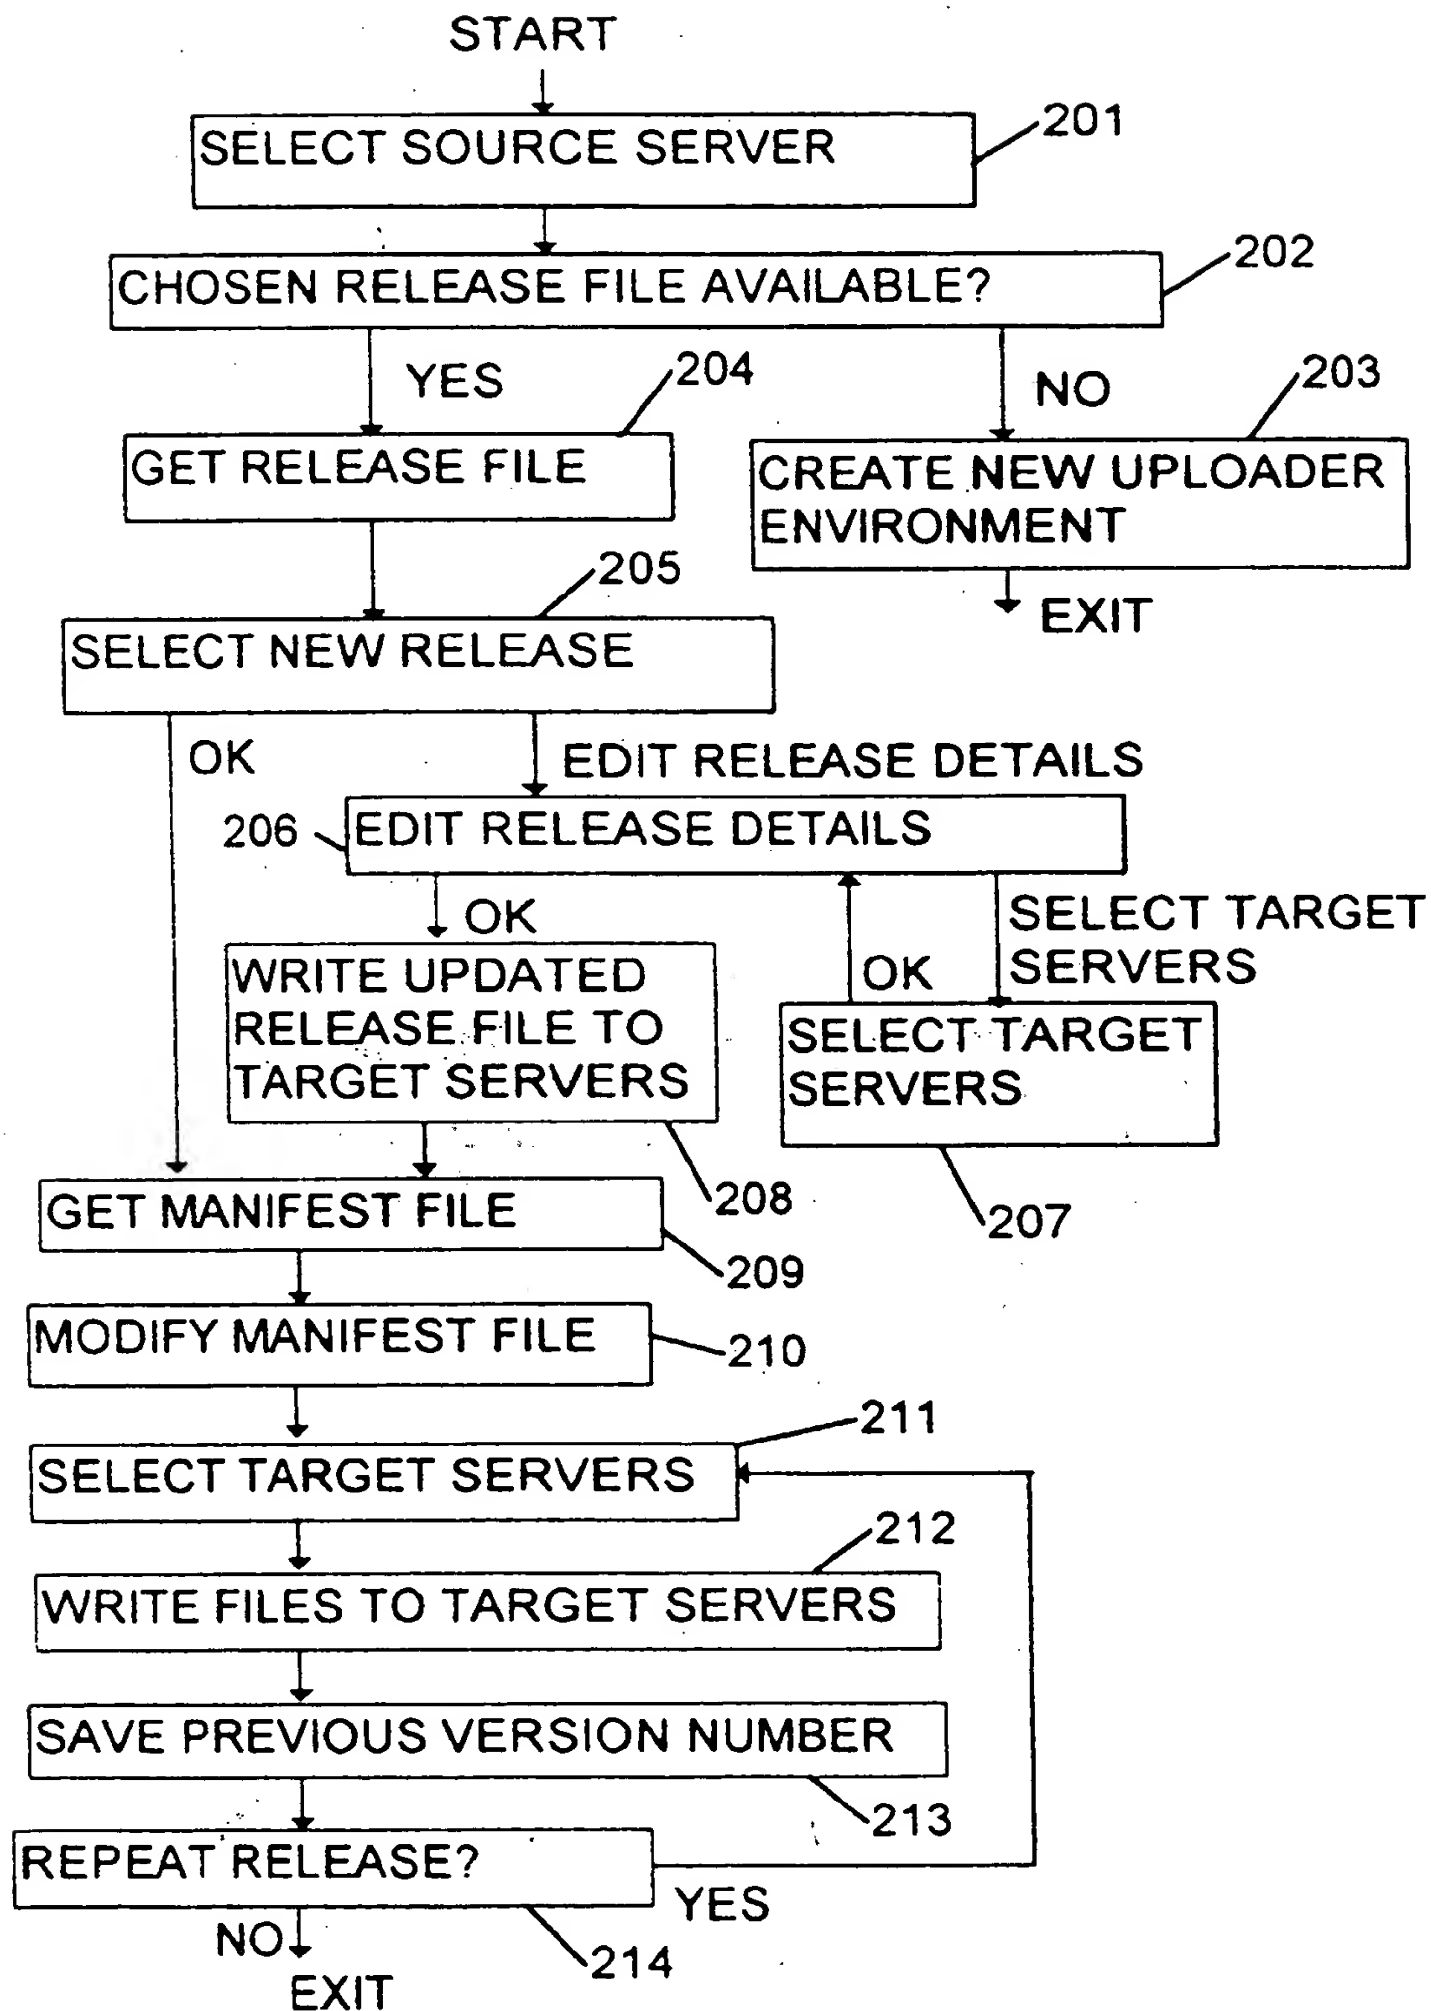 START
SELECT SOURCE SERVER
201
CHOSEN RELEASE FILE AVAILABLE?
202
YES
204
NO
203
GET RELEASE FILE
CREATE NEW UPLOADER
ENVIRONMENT
205
EXIT
SELECT NEW RELEASE
OK
EDIT RELEASE DETAILS
206
EDIT RELEASE DETAILS
OK
SELECT TARGET
SERVERS
OK
WRITE UPDATED
RELEASE FILE TO
TARGET SERVERS
SELECT TARGET
SERVERS
208
207
GET MANIFEST FILE
209
MODIFY MANIFEST FILE
210
211
SELECT TARGET SERVERS
212
WRITE FILES TO TARGET SERVERS
SAVE PREVIOUS VERSION NUMBER
213
REPEAT RELEASE?
YES
NO
214
EXIT